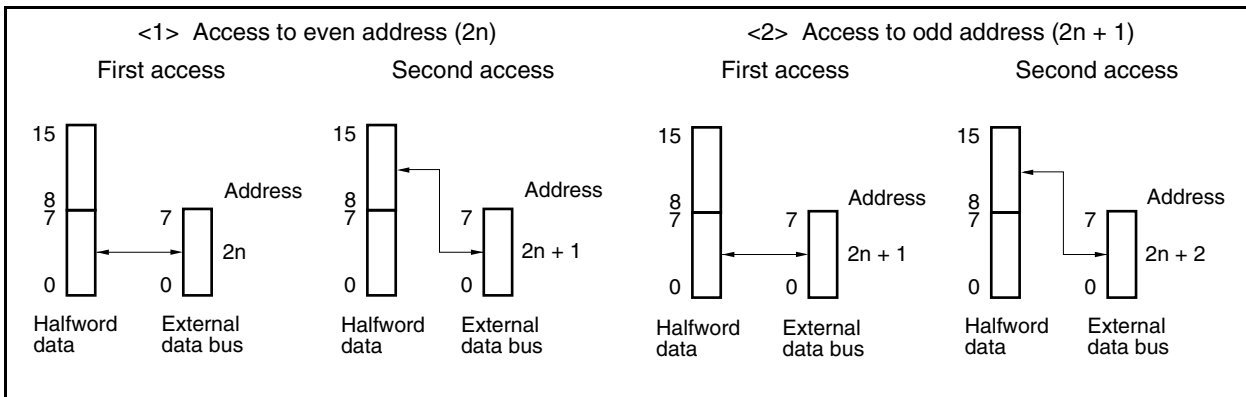 <1> Access to even address (2n)
First access
Second access
15
8
7
0
Address
7
2n
0
Halfword
data
External
data bus
15
8
7
0
Address
7
2n + 1
0
Halfword
data
External
data bus
<2> Access to odd address (2n + 1)
First access
Second access
15
8
7
0
Address
7
2n + 1
0
Halfword
data
External
data bus
15
8
7
0
Address
7
2n + 2
0
Halfword
data
External
data bus